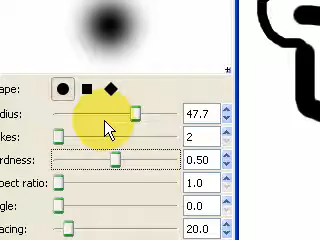 ape:
dius: 47.7
kes: 2
rdness: 0.50
pect ratio: 1.0
gle: 0.0
acing: 20.0